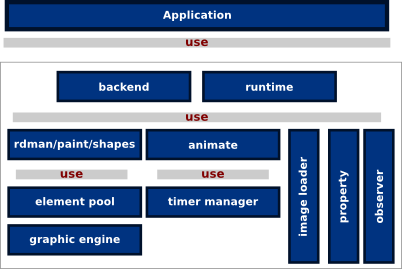 Application
use
backend
runtime
use
rdman/paint/shapes
animate
use
use
element pool
timer manager
graphic engine
image loader
property
observer